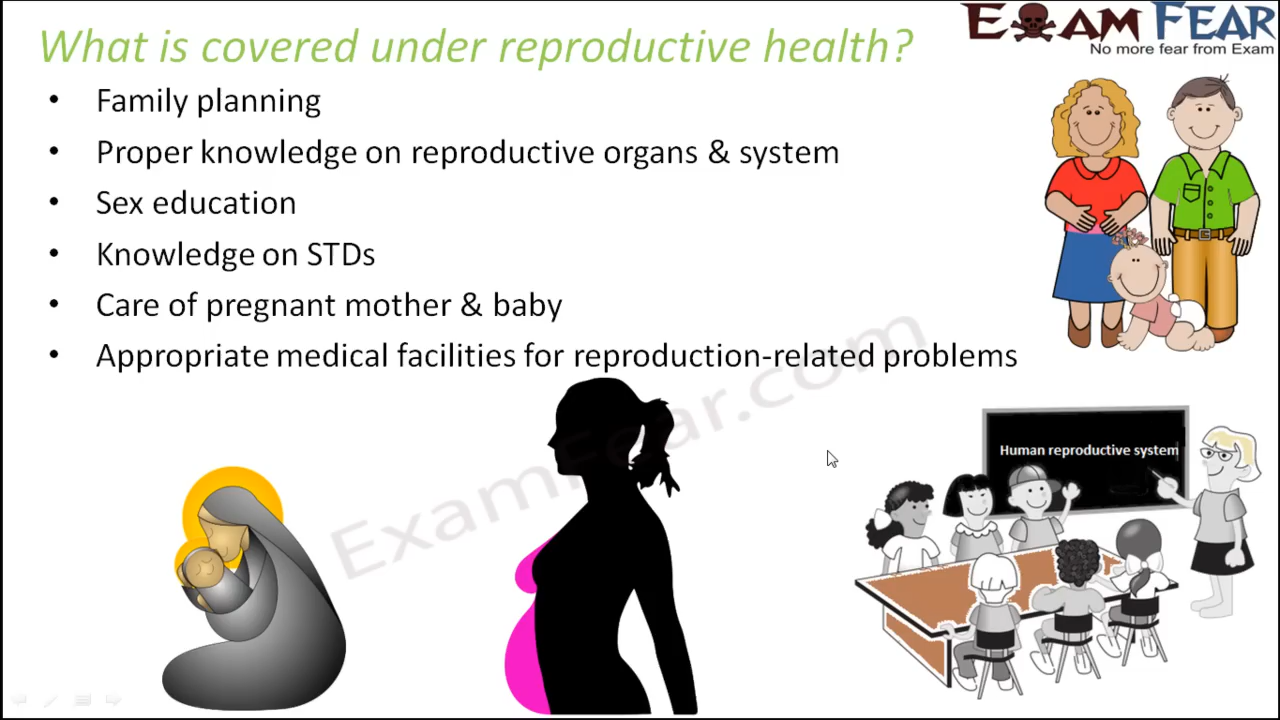 What is covered under reproductive health?
EXAM FEAR
No more fear from Exam
• Family planning
• Proper knowledge on reproductive organs & system
• Sex education
• Knowledge on STDs
• Care of pregnant mother & baby
• Appropriate medical facilities for reproduction-related problems
ExamFear.com
Human reproductive system